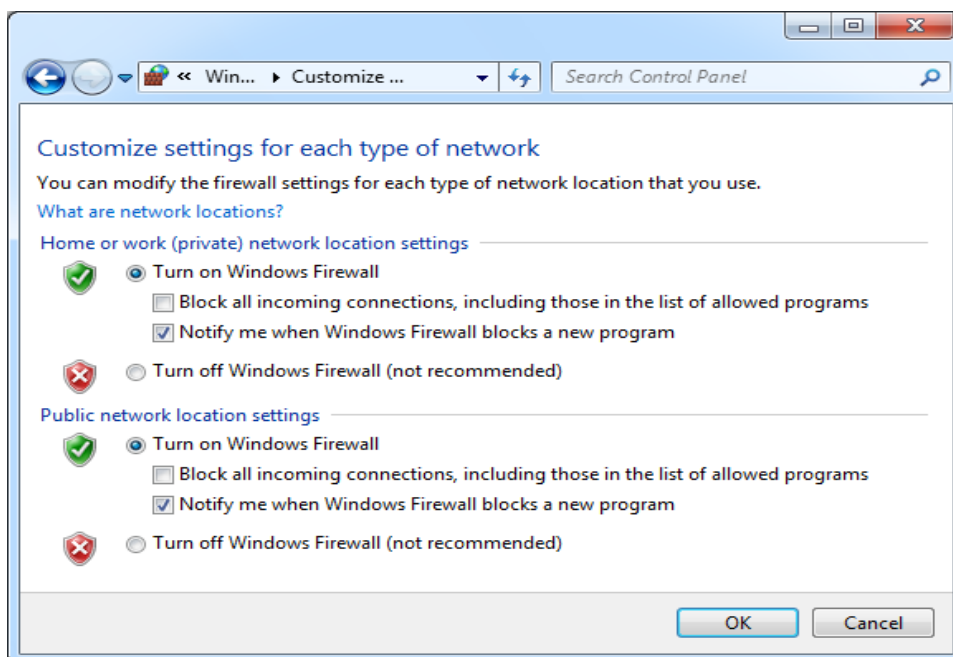 « Win... ▸ Customize ...
Search Control Panel
Customize settings for each type of network
You can modify the firewall settings for each type of network location that you use.
What are network locations?
Home or work (private) network location settings
Turn on Windows Firewall
Block all incoming connections, including those in the list of allowed programs
Notify me when Windows Firewall blocks a new program
Turn off Windows Firewall (not recommended)
Public network location settings
Turn on Windows Firewall
Block all incoming connections, including those in the list of allowed programs
Notify me when Windows Firewall blocks a new program
Turn off Windows Firewall (not recommended)
OK
Cancel